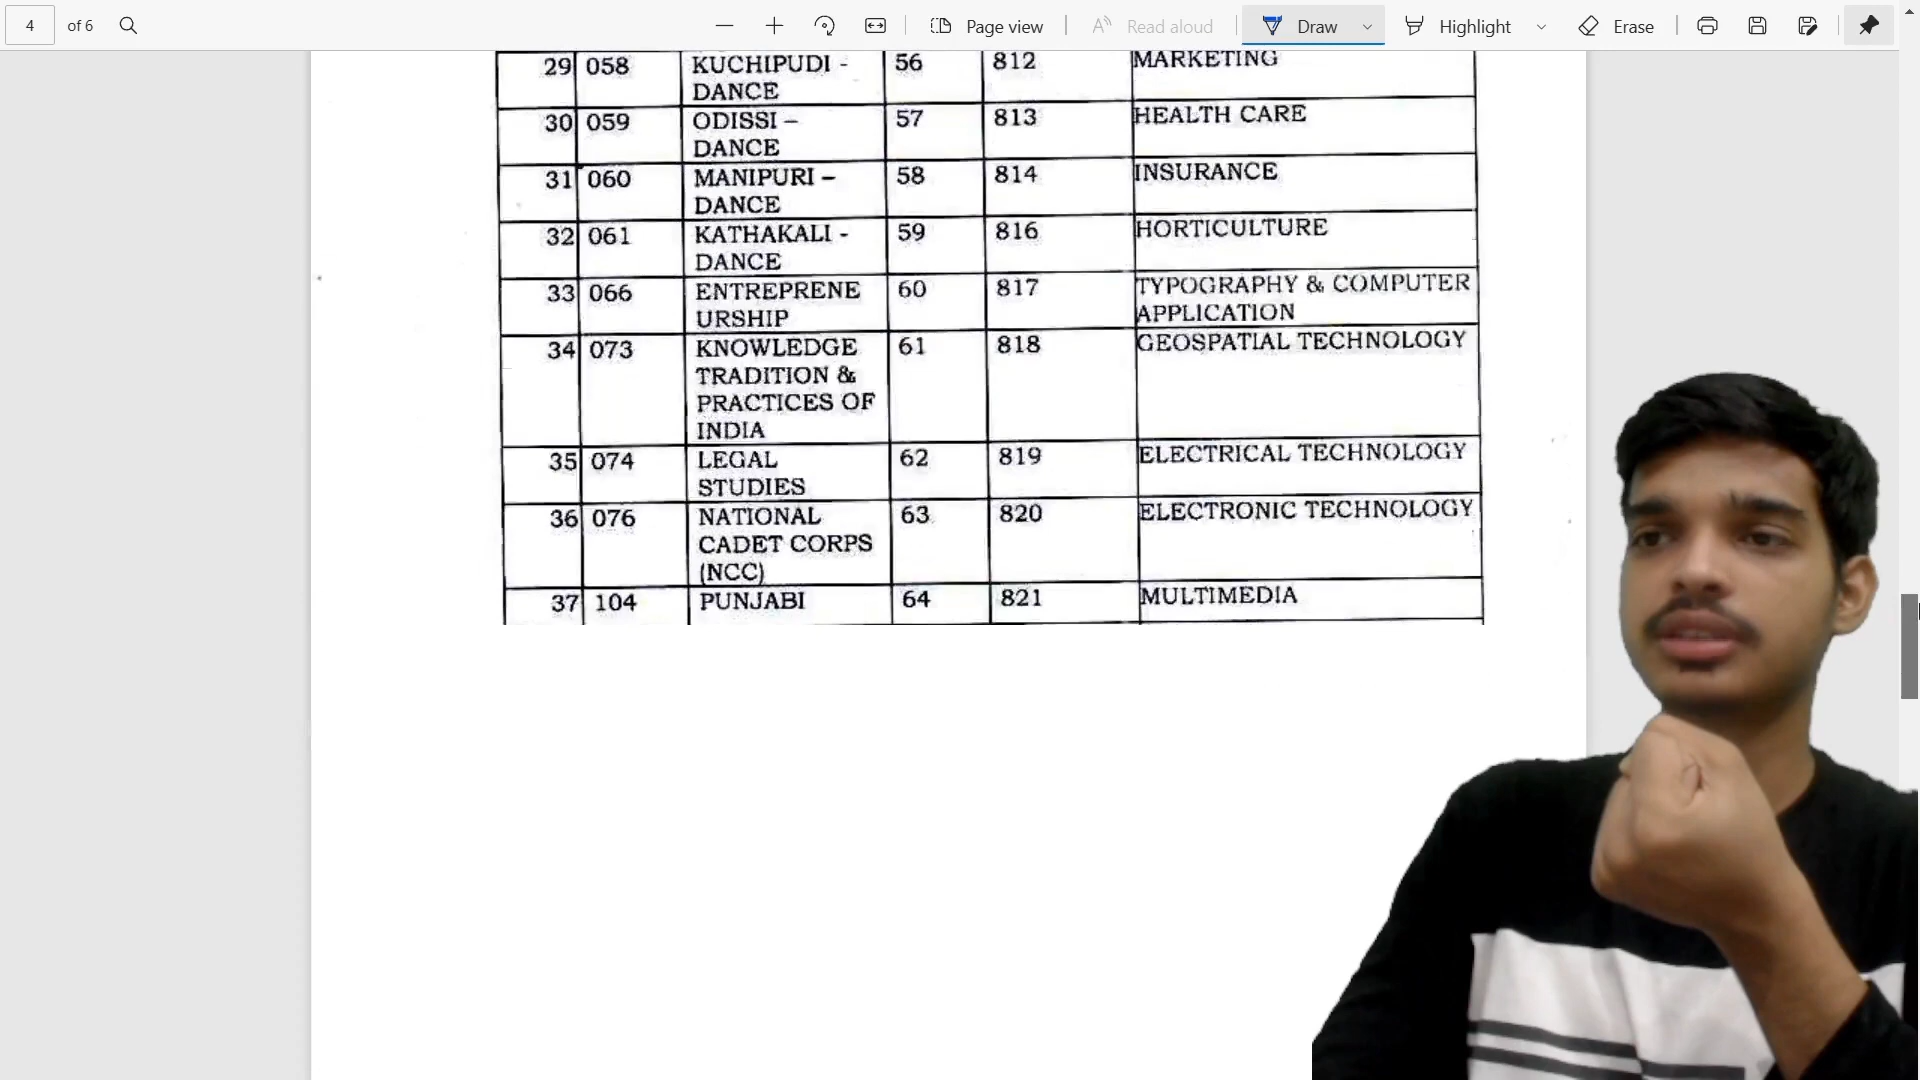 4 of 6 Page view Read aloud Draw Highlight Erase
29 058 KUCHIPUDI - 56 812 MARKETING
DANCE
30 059 ODISSI – 57 813 HEALTH CARE
DANCE
31 060 MANIPURI – 58 814 INSURANCE
DANCE
32 061 KATHAKALI - 59 816 HORTICULTURE
DANCE
33 066 ENTREPRENE 60 817 TYPOGRAPHY & COMPUTER
URSHIP APPLICATION
34 073 KNOWLEDGE 61 818 GEOSPATIAL TECHNOLOGY
TRADITION &
PRACTICES OF
INDIA
35 074 LEGAL 62 819 ELECTRICAL TECHNOLOGY
STUDIES
36 076 NATIONAL 63 820 ELECTRONIC TECHNOLOGY
CADET CORPS
(NCC)
37 104 PUNJABI 64 821 MULTIMEDIA